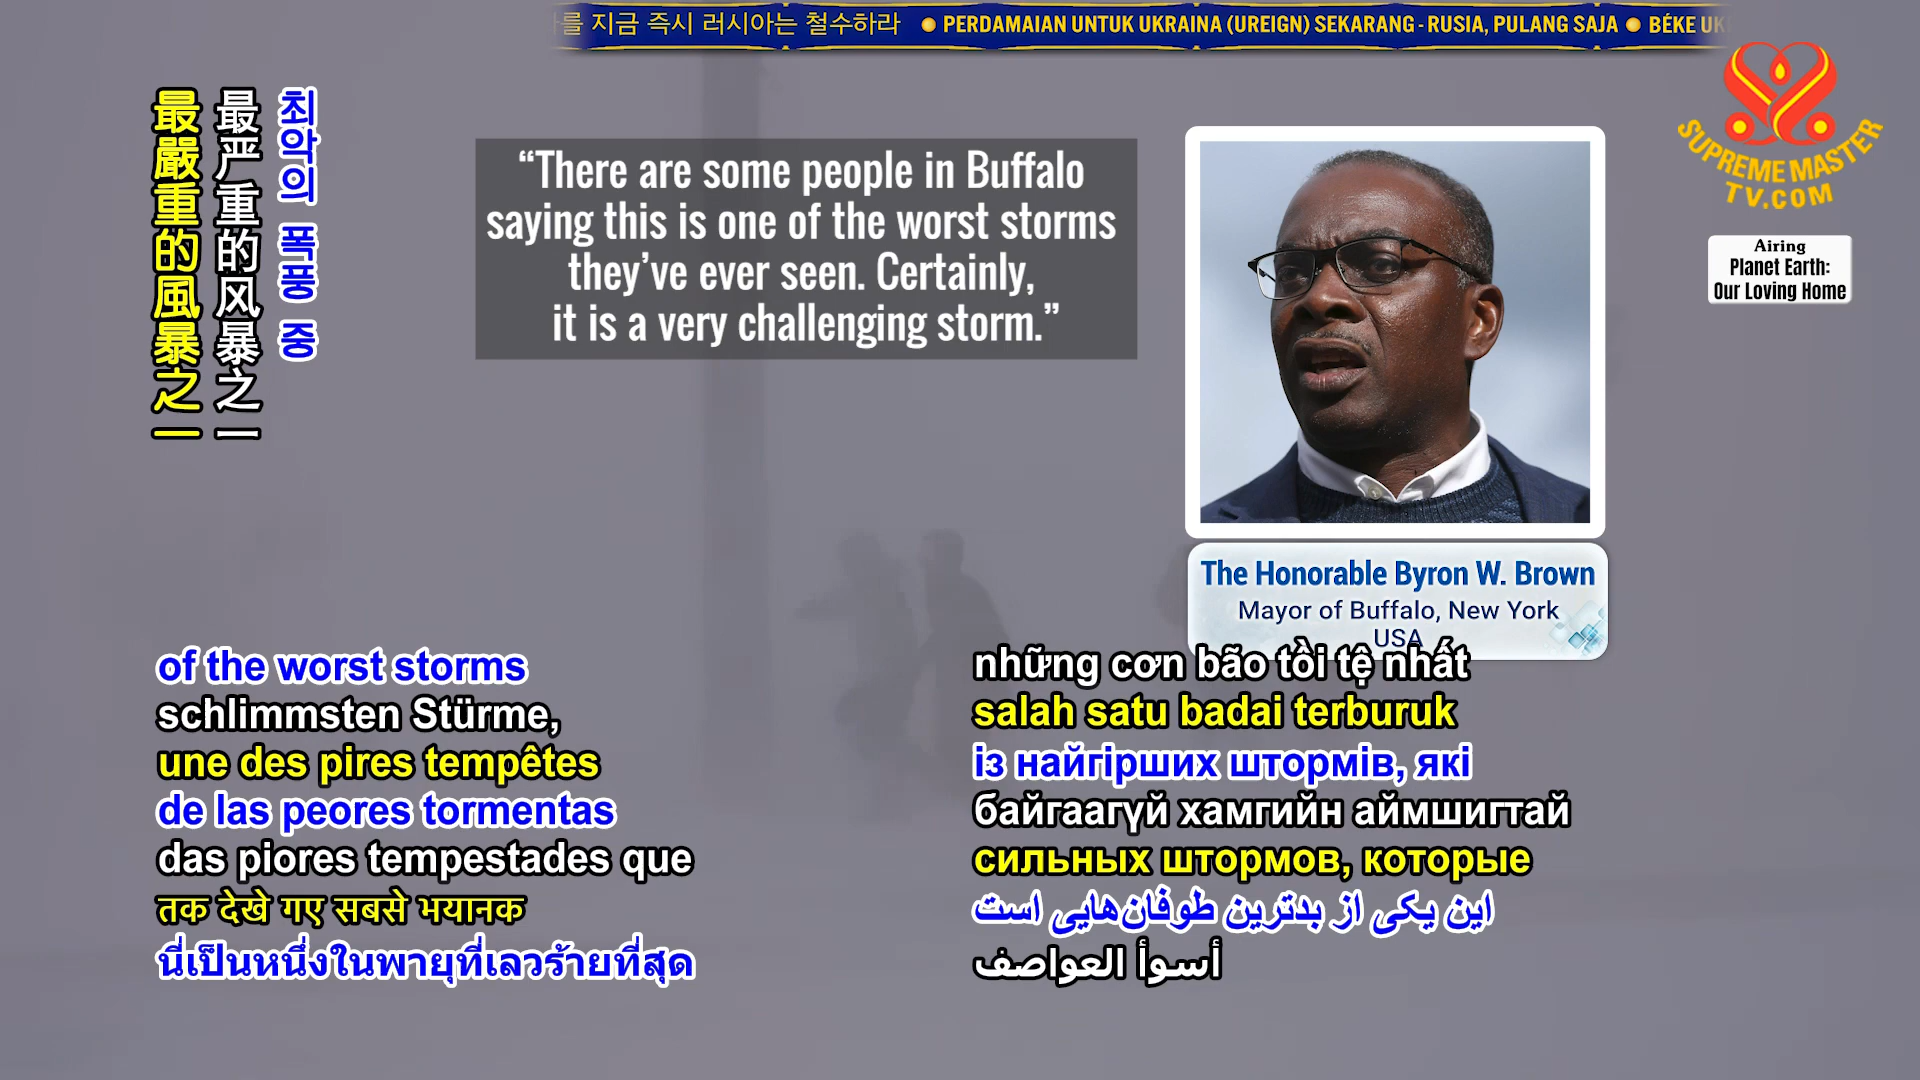 를 지금 즉시 러시아는 철수하라 PERDAMAIAN UNTUK UKRAINA (UREIGN) SEKARANG - RUSIA, PULANG SAJA BÉKE
SUPREME MASTER
TV.COM
Airing
Planet Earth:
Our Loving Home
最嚴重的風暴之一
最严重的风暴之一
최악의 폭풍 중
“There are some people in Buffalo
saying this is one of the worst storms
they’ve ever seen. Certainly,
it is a very challenging storm.”
The Honorable Byron W. Brown
Mayor of Buffalo, New York
USA
of the worst storms
schlimmsten Stürme,
une des pires tempêtes
de las peores tormentas
das piores tempestades que
तक देखे गए सबसे भयानक
นี่เป็นหนึ่งในพายุที่เลวร้ายที่สุด
những cơn bão tồi tệ nhất
salah satu badai terburuk
із найгірших штормів, які
байгаагүй хамгийн аймшигтай
сильных штормов, которые
این یکی از بدترین طوفان‌هایی است
أسوأ العواصف